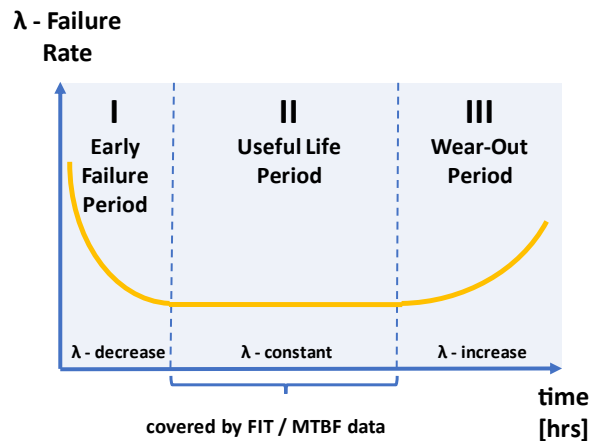 λ - Failure
Rate
I
Early
Failure
Period
II
Useful Life
Period
III
Wear-Out
Period
λ - decrease
λ - constant
λ - increase
time
[hrs]
covered by FIT / MTBF data